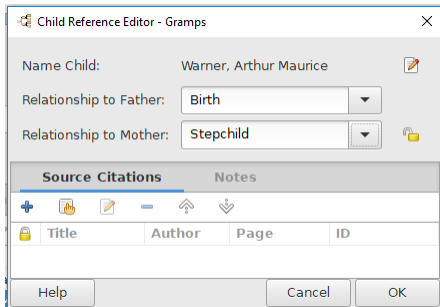 Child Reference Editor - Gramps
Name Child: Warner, Arthur Maurice
Relationship to Father: Birth
Relationship to Mother: Stepchild
Source Citations Notes
Title Author Page ID
Help Cancel OK